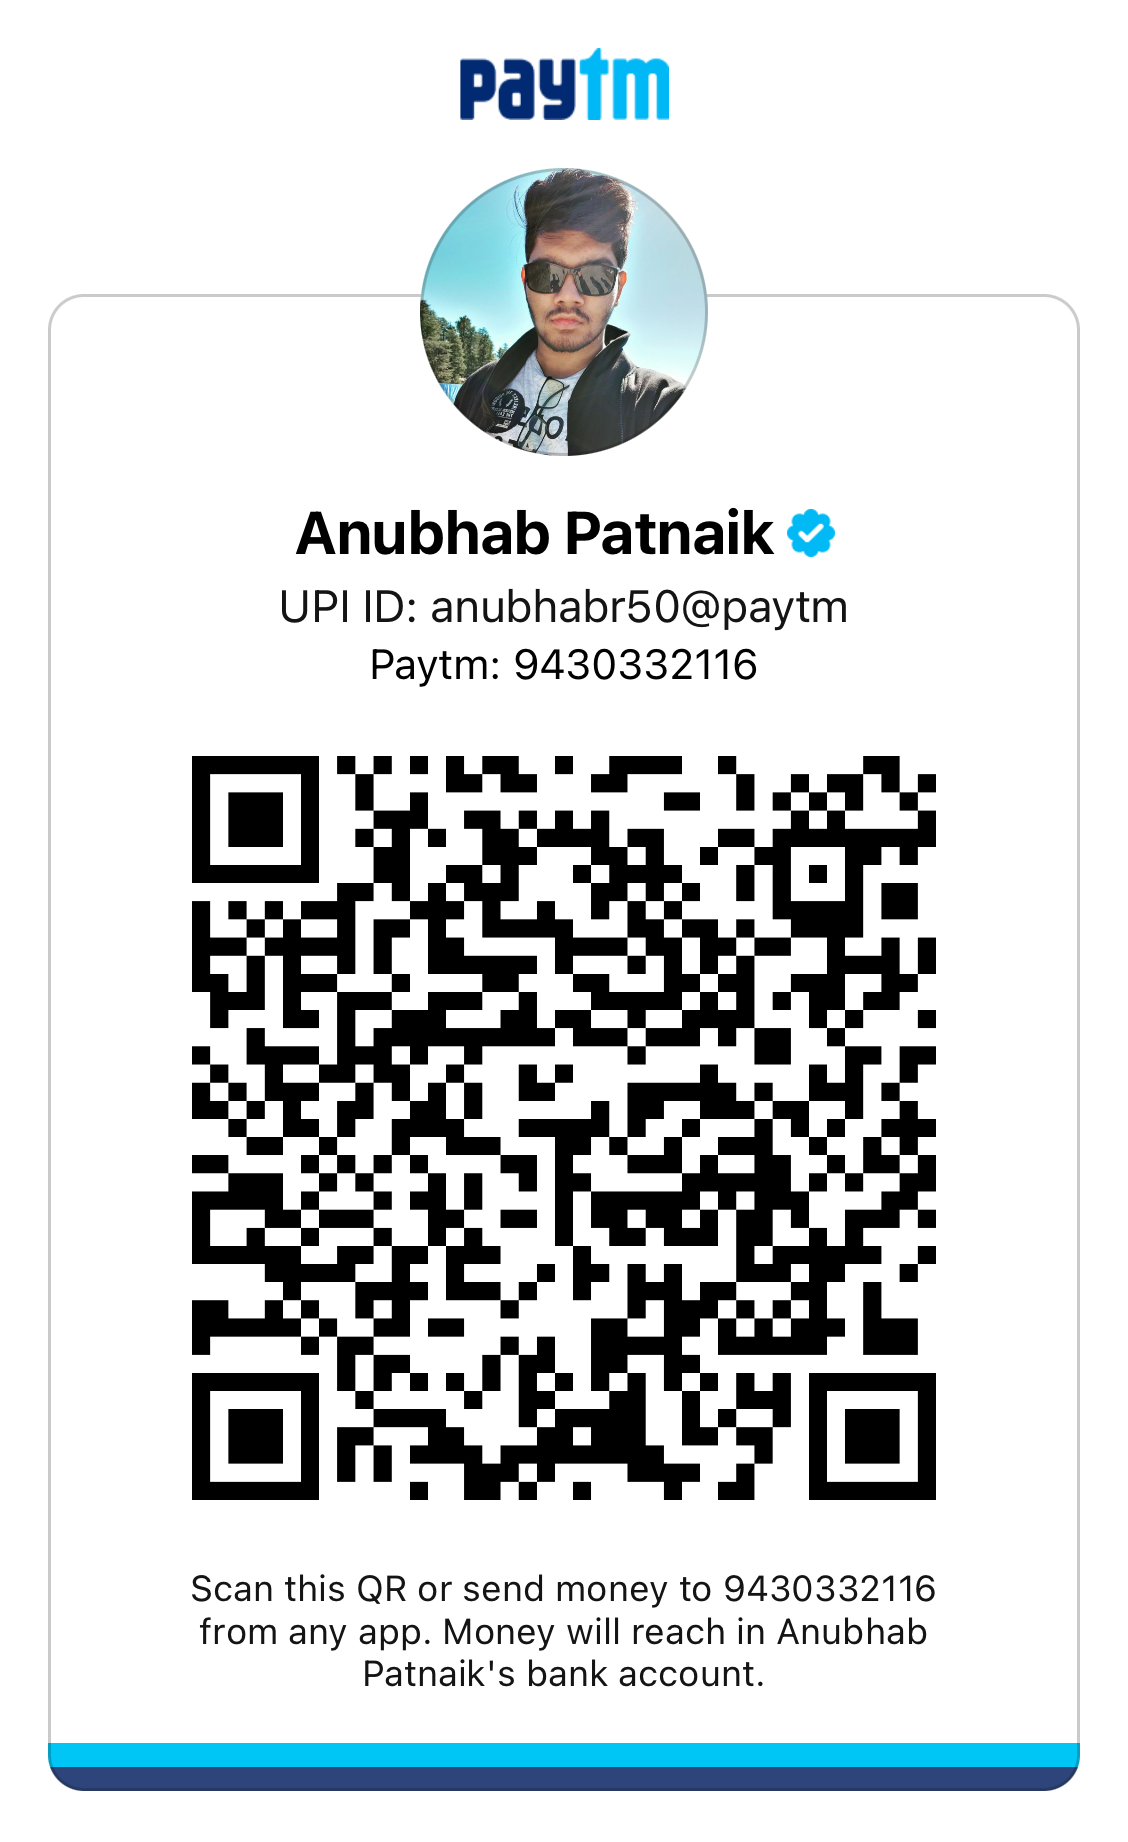 paytm
Anubhab Patnaik
UPI ID: anubhabr50@paytm
Paytm: 9430332116
Scan this QR or send money to 9430332116
from any app. Money will reach in Anubhab
Patnaik's bank account.